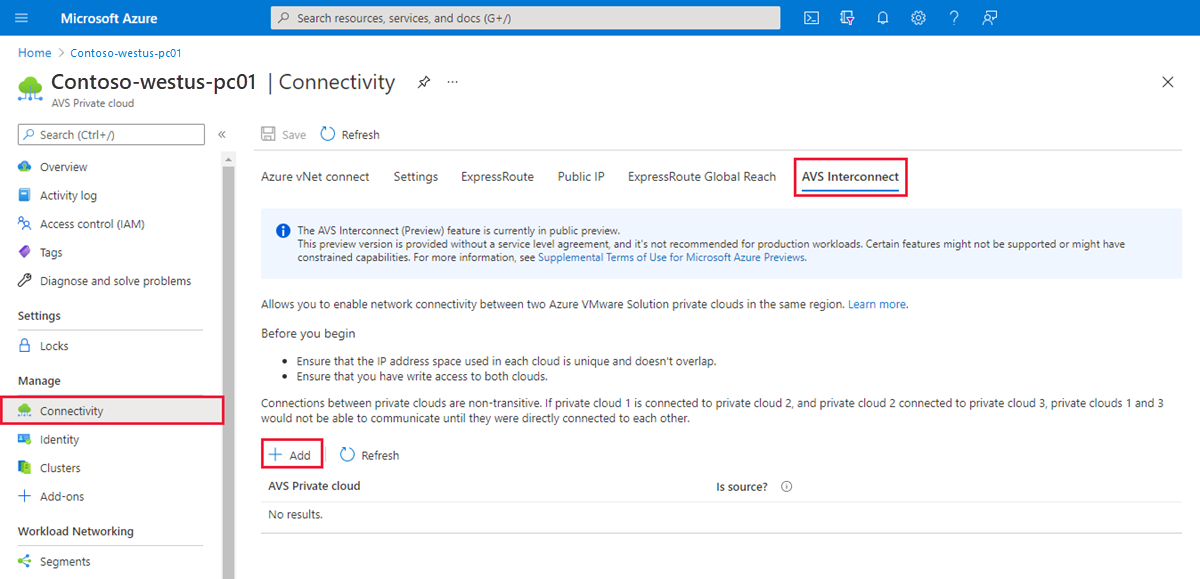 Microsoft Azure
Search resources, services, and docs (G+/)
Home > Contoso-westus-pc01
Contoso-westus-pc01 | Connectivity
AVS Private cloud
Search (Ctrl+/)
Overview
Activity log
Access control (IAM)
Tags
Diagnose and solve problems
Settings
Locks
Manage
Connectivity
Identity
Clusters
Add-ons
Workload Networking
Segments
Save Refresh
Azure vNet connect Settings ExpressRoute Public IP ExpressRoute Global Reach AVS Interconnect
The AVS Interconnect (Preview) feature is currently in public preview.
This preview version is provided without a service level agreement, and it's not recommended for production workloads. Certain features might not be supported or might have
constrained capabilities. For more information, see Supplemental Terms of Use for Microsoft Azure Previews.
Allows you to enable network connectivity between two Azure VMware Solution private clouds in the same region. Learn more.
Before you begin
• Ensure that the IP address space used in each cloud is unique and doesn't overlap.
• Ensure that you have write access to both clouds.
Connections between private clouds are non-transitive. If private cloud 1 is connected to private cloud 2, and private cloud 2 connected to private cloud 3, private clouds 1 and 3
would not be able to communicate until they were directly connected to each other.
Add Refresh
AVS Private cloud Is source?
No results.